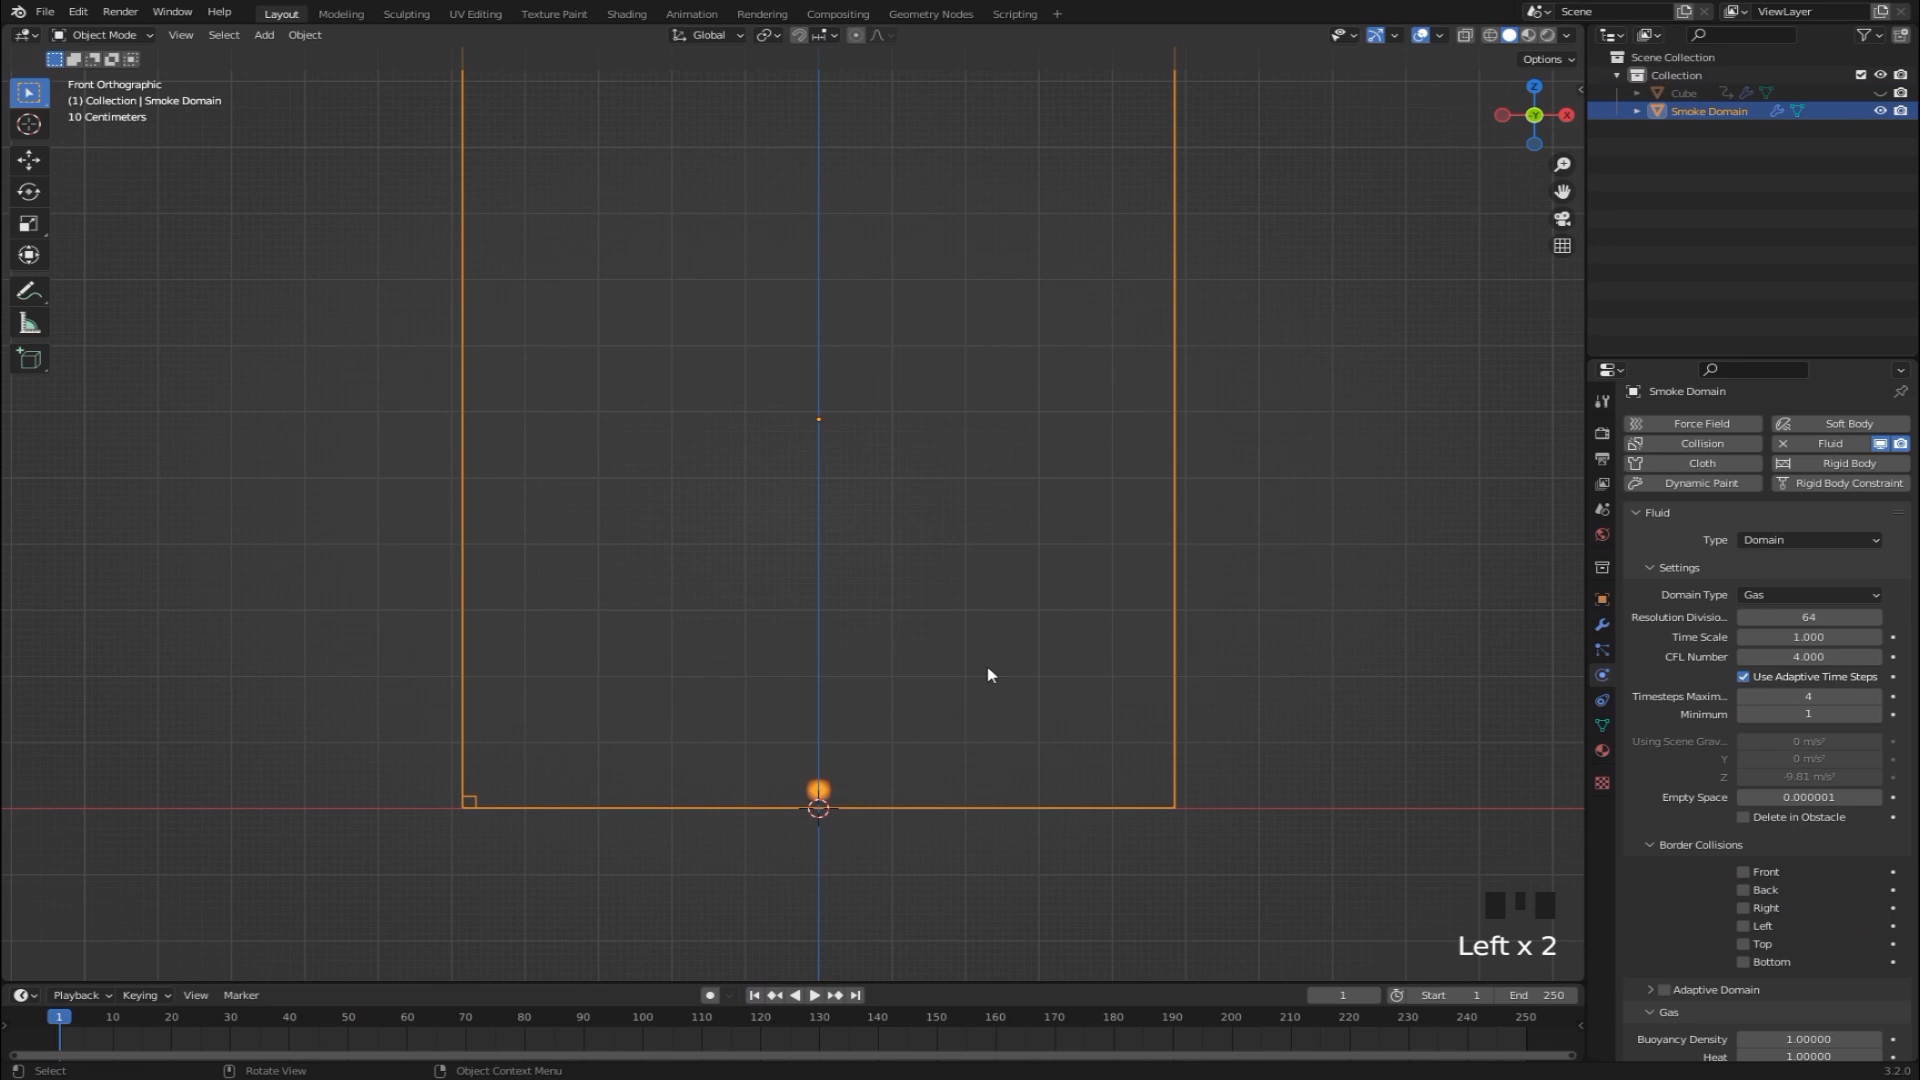 File Edit Render Window Help Layout Modeling Sculpting UV Editing Texture Paint Shading Animation Rendering Compositing Geometry Nodes Scripting + Scene ViewLayer
Object Mode View Select Add Object Global
Options
Front Orthographic
(1) Collection | Smoke Domain
10 Centimeters
Z
X
-Y
Left x 2
Scene Collection
Collection
Cube
Smoke Domain
Smoke Domain
Force Field Soft Body
Collision Fluid
Cloth Rigid Body
Dynamic Paint Rigid Body Constraint
Fluid
Type Domain
Settings
Domain Type Gas
Resolution Divisio... 64
Time Scale 1.000
CFL Number 4.000
Use Adaptive Time Steps
Timesteps Maxim... 4
Minimum 1
Using Scene Grav... 0 m/s²
Y 0 m/s²
Z -9.81 m/s²
Empty Space 0.000001
Delete in Obstacle
Border Collisions
Front
Back
Right
Left
Top
Bottom
Adaptive Domain
Gas
Buoyancy Density 1.00000
Heat 1.00000
Playback Keying View Marker 1 Start 1 End 250
1 10 20 30 40 50 60 70 80 90 100 110 120 130 140 150 160 170 180 190 200 210 220 230 240 250
Select Rotate View Object Context Menu 3.2.0